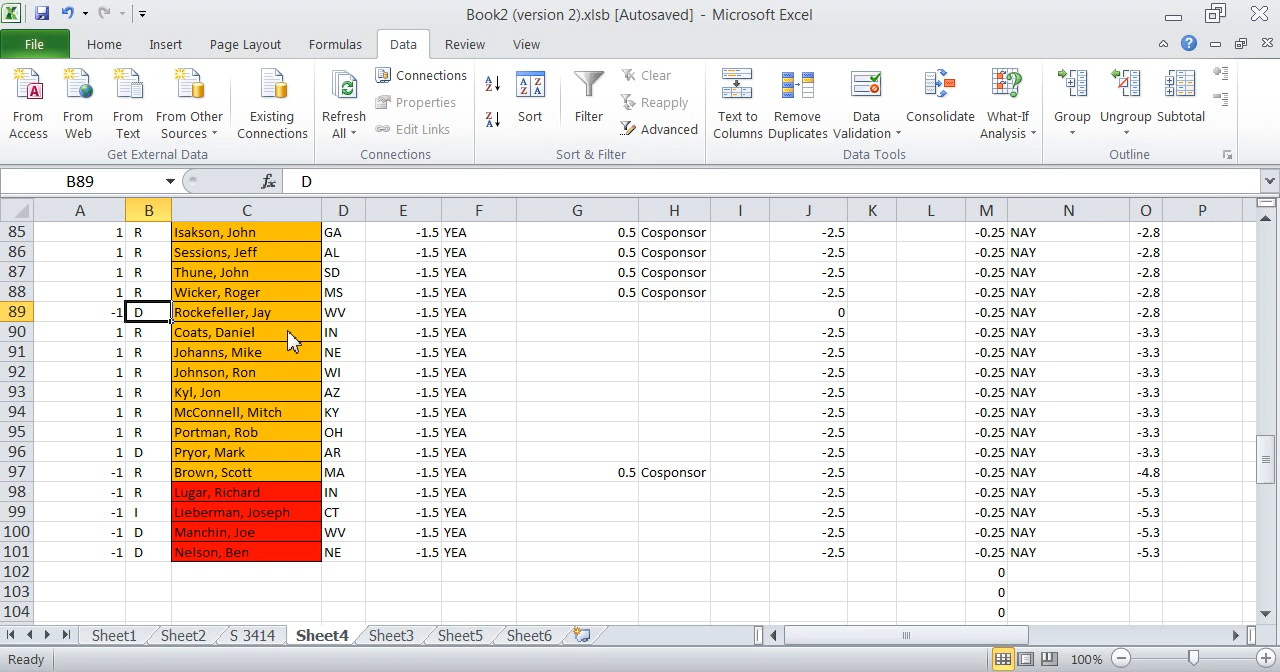 Book2 (version 2).xlsb [Autosaved] - Microsoft Excel
File Home Insert Page Layout Formulas Data Review View
From Access
From Web
From Text
From Other Sources
Existing Connections
Get External Data
Refresh All
Connections
Properties
Edit Links
Connections
Sort
Filter
Clear
Reapply
Advanced
Sort & Filter
Text to Columns
Remove Duplicates
Data Validation
Consolidate
What-If Analysis
Data Tools
Group
Ungroup
Subtotal
Outline
B89 fx D
A B C D E F G H I J K L M N O P
85 1 R Isakson, John GA -1.5 YEA 0.5 Cosponsor -2.5 -0.25 NAY -2.8
86 1 R Sessions, Jeff AL -1.5 YEA 0.5 Cosponsor -2.5 -0.25 NAY -2.8
87 1 R Thune, John SD -1.5 YEA 0.5 Cosponsor -2.5 -0.25 NAY -2.8
88 1 R Wicker, Roger MS -1.5 YEA 0.5 Cosponsor -2.5 -0.25 NAY -2.8
89 -1 D Rockefeller, Jay WV -1.5 YEA 0 -0.25 NAY -2.8
90 1 R Coats, Daniel IN -1.5 YEA -2.5 -0.25 NAY -3.3
91 1 R Johanns, Mike NE -1.5 YEA -2.5 -0.25 NAY -3.3
92 1 R Johnson, Ron WI -1.5 YEA -2.5 -0.25 NAY -3.3
93 1 R Kyl, Jon AZ -1.5 YEA -2.5 -0.25 NAY -3.3
94 1 R McConnell, Mitch KY -1.5 YEA -2.5 -0.25 NAY -3.3
95 1 R Portman, Rob OH -1.5 YEA -2.5 -0.25 NAY -3.3
96 1 D Pryor, Mark AR -1.5 YEA -2.5 -0.25 NAY -3.3
97 -1 R Brown, Scott MA -1.5 YEA 0.5 Cosponsor -2.5 -0.25 NAY -4.8
98 -1 R Lugar, Richard IN -1.5 YEA -2.5 -0.25 NAY -5.3
99 -1 I Lieberman, Joseph CT -1.5 YEA -2.5 -0.25 NAY -5.3
100 -1 D Manchin, Joe WV -1.5 YEA -2.5 -0.25 NAY -5.3
101 -1 D Nelson, Ben NE -1.5 YEA -2.5 -0.25 NAY -5.3
102 0
103 0
104 0
Sheet1 Sheet2 S 3414 Sheet4 Sheet3 Sheet5 Sheet6
Ready 100%